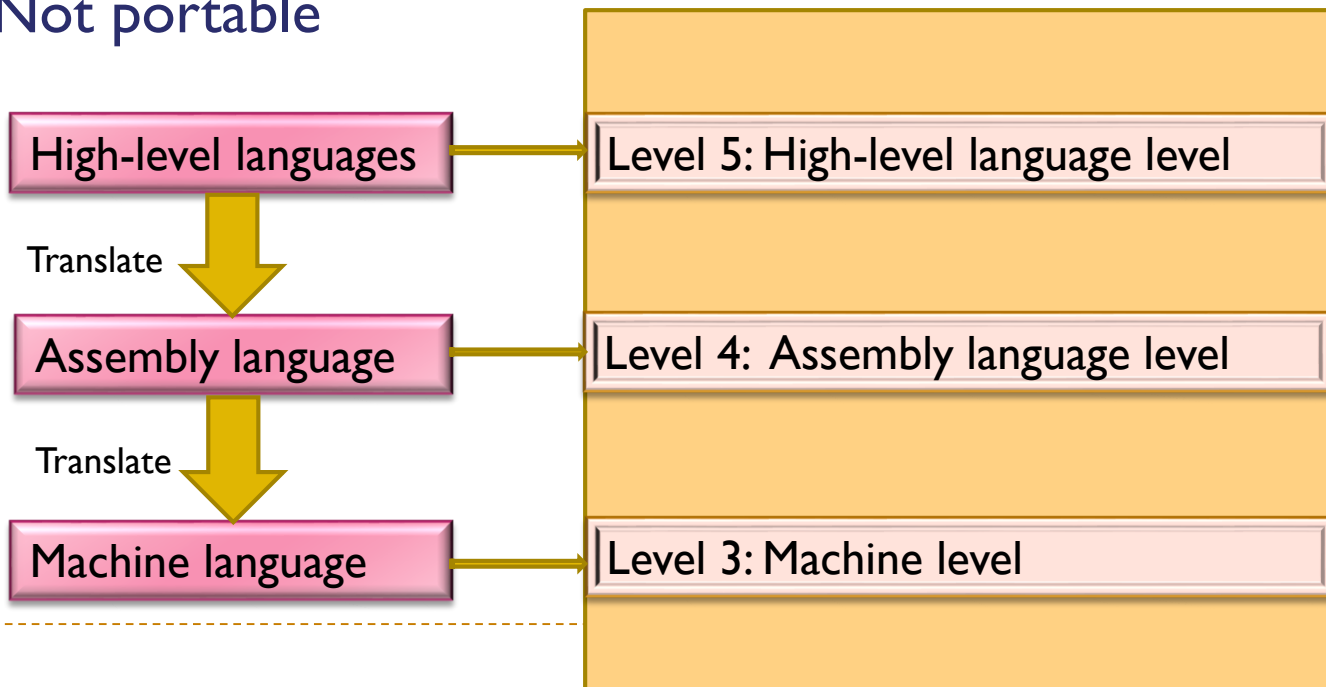 Not portable
High-level languages
Level 5: High-level language level
Translate
Assembly language
Level 4: Assembly language level
Translate
Machine language
Level 3: Machine level